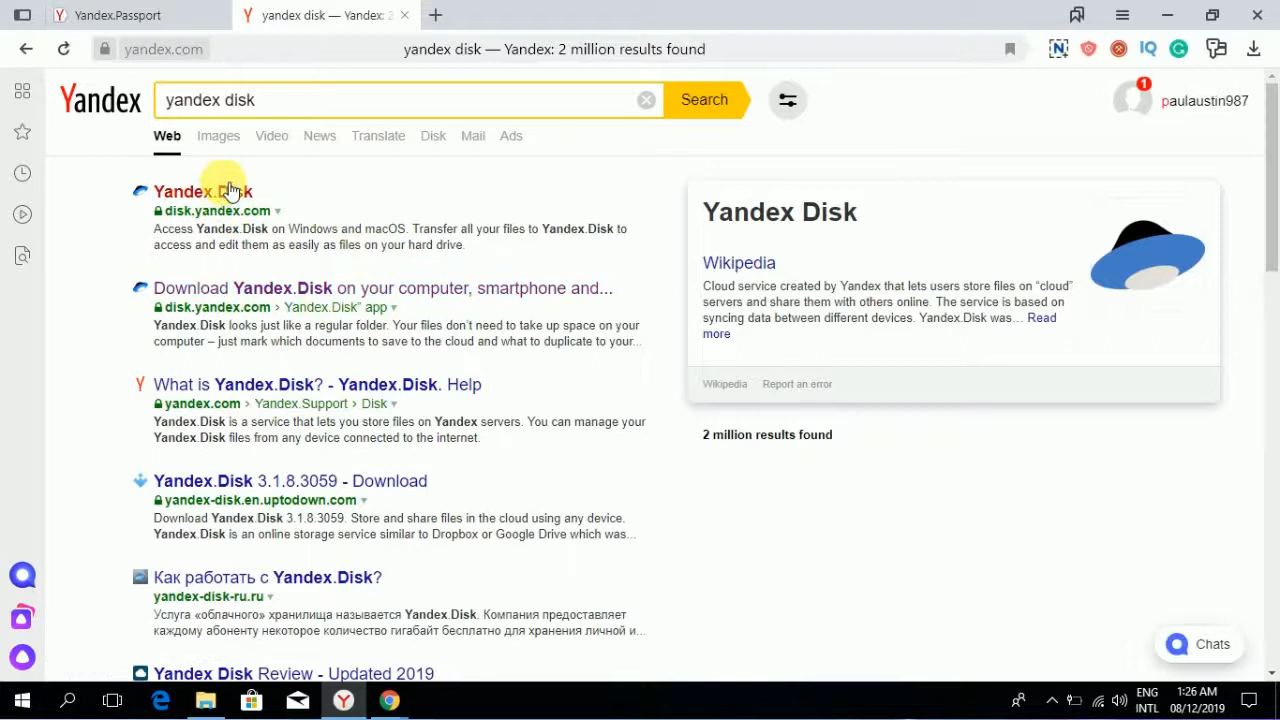 Yandex.Passport
yandex disk — Yandex: 2
yandex.com
yandex disk — Yandex: 2 million results found
IQ
Yandex
yandex disk
Search
1
paulaustin987
Web Images Video News Translate Disk Mail Ads
Yandex.Disk
disk.yandex.com
Access Yandex.Disk on Windows and macOS. Transfer all your files to Yandex.Disk to
access and edit them as easily as files on your hard drive.
Download Yandex.Disk on your computer, smartphone and...
disk.yandex.com › Yandex.Disk" app
Yandex.Disk looks just like a regular folder. Your files don't need to take up space on your
computer – just mark which documents to save to the cloud and what to duplicate to your...
What is Yandex.Disk? - Yandex.Disk. Help
yandex.com › Yandex.Support › Disk
Yandex.Disk is a service that lets you store files on Yandex servers. You can manage your
Yandex.Disk files from any device connected to the internet.
Yandex.Disk 3.1.8.3059 - Download
yandex-disk.en.uptodown.com
Download Yandex.Disk 3.1.8.3059. Store and share files in the cloud using any device.
Yandex.Disk is an online storage service similar to Dropbox or Google Drive which was...
Как работать с Yandex.Disk?
yandex-disk-ru.ru
Услуга «облачного» хранилища называется Yandex.Disk. Компания предоставляет
каждому абоненту некоторое количество гигабайт бесплатно для хранения личной и...
Yandex Disk Review - Updated 2019
Yandex Disk
Wikipedia
Cloud service created by Yandex that lets users store files on “cloud”
servers and share them with others online. The service is based on
syncing data between different devices. Yandex.Disk was... Read
more
Wikipedia Report an error
2 million results found
Chats
ENG
INTL
1:26 AM
08/12/2019